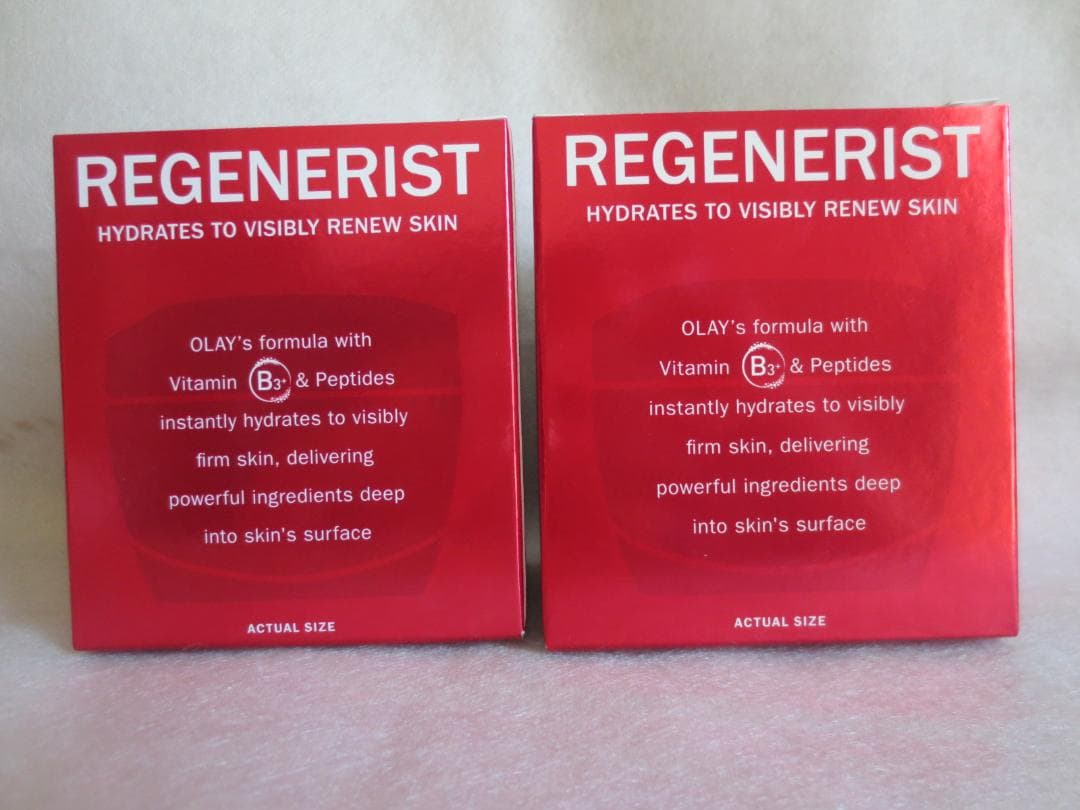 REGENERIST
HYDRATES TO VISIBLY RENEW SKIN
OLAY's formula with
Vitamin B3+ & Peptides
instantly hydrates to visibly
firm skin, delivering
powerful ingredients deep
into skin's surface
ACTUAL SIZE
REGENERIST
HYDRATES TO VISIBLY RENEW SKIN
OLAY's formula with
Vitamin B3+ & Peptides
instantly hydrates to visibly
firm skin, delivering
powerful ingredients deep
into skin's surface
ACTUAL SIZE